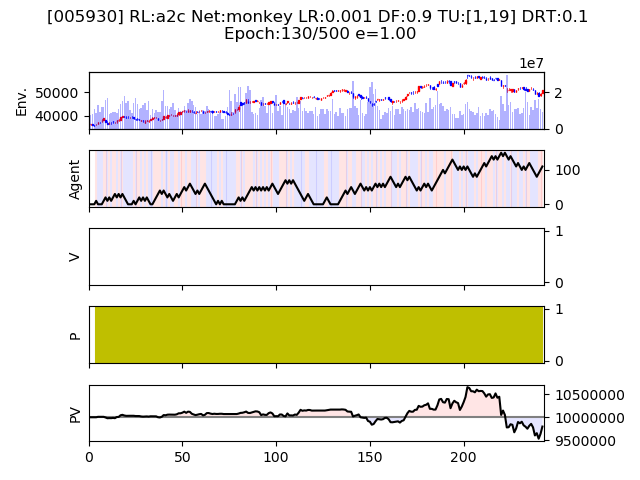 [005930] RL:a2c Net:monkey LR:0.001 DF:0.9 TU:[1,19] DRT:0.1
Epoch:130/500 e=1.00
1e7
Env.
50000
40000
2
0
Agent
100
0
V
1
0
P
1
0
PV
10500000
10000000
9500000
0 50 100 150 200